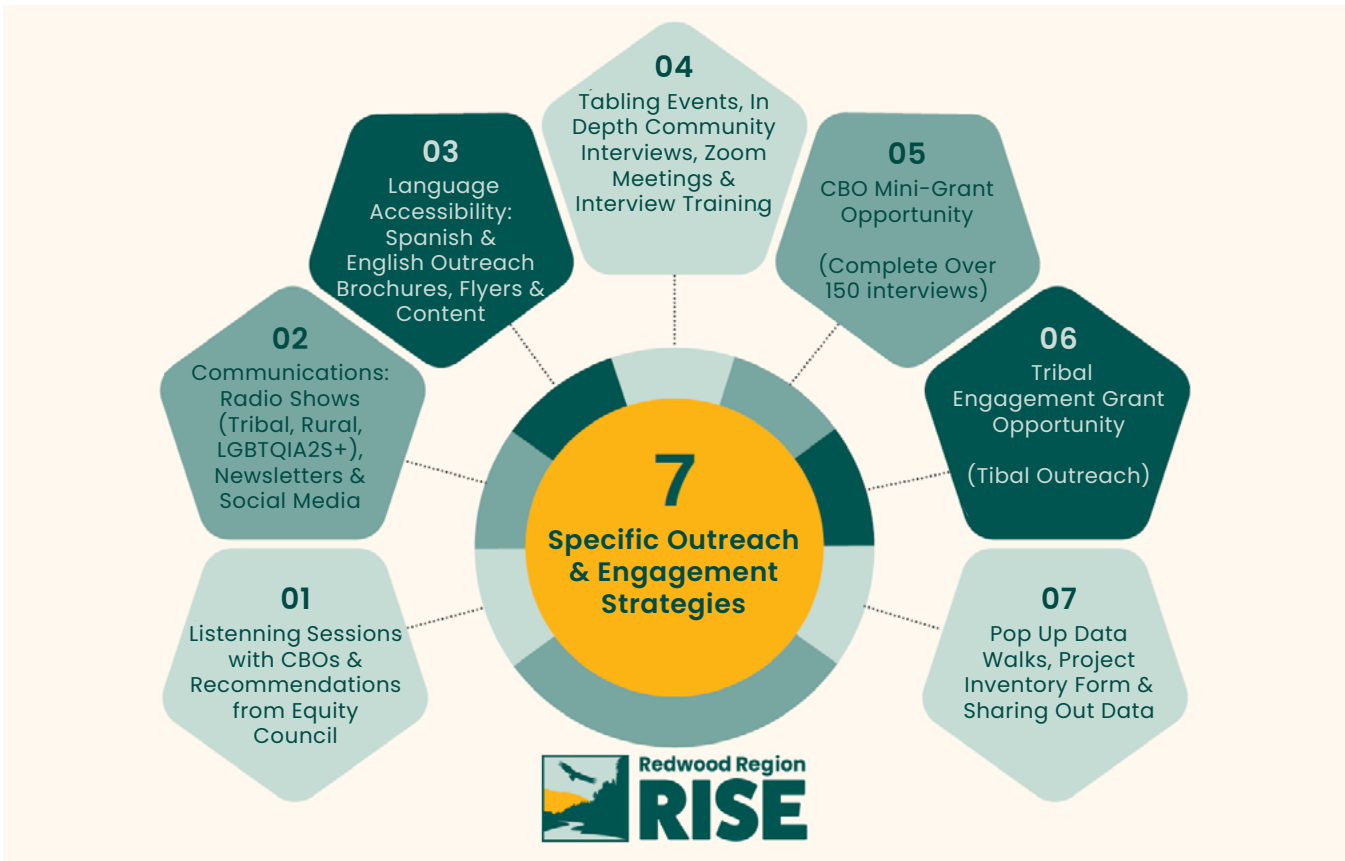 01
Listenning Sessions
with CBOs &
Recommendations
from Equity
Council
02
Communications:
Radio Shows
(Tribal, Rural,
LGBTQIA2S+),
Newsletters &
Social Media
03
Language
Accessibility:
Spanish &
English Outreach
Brochures, Flyers &
Content
04
Tabling Events, In
Depth Community
Interviews, Zoom
Meetings &
Interview Training
05
CBO Mini-Grant
Opportunity
(Complete Over
150 interviews)
06
Tribal
Engagement Grant
Opportunity
(Tibal Outreach)
07
Pop Up Data
Walks, Project
Inventory Form &
Sharing Out Data
7
Specific Outreach
& Engagement
Strategies
Redwood Region
RISE